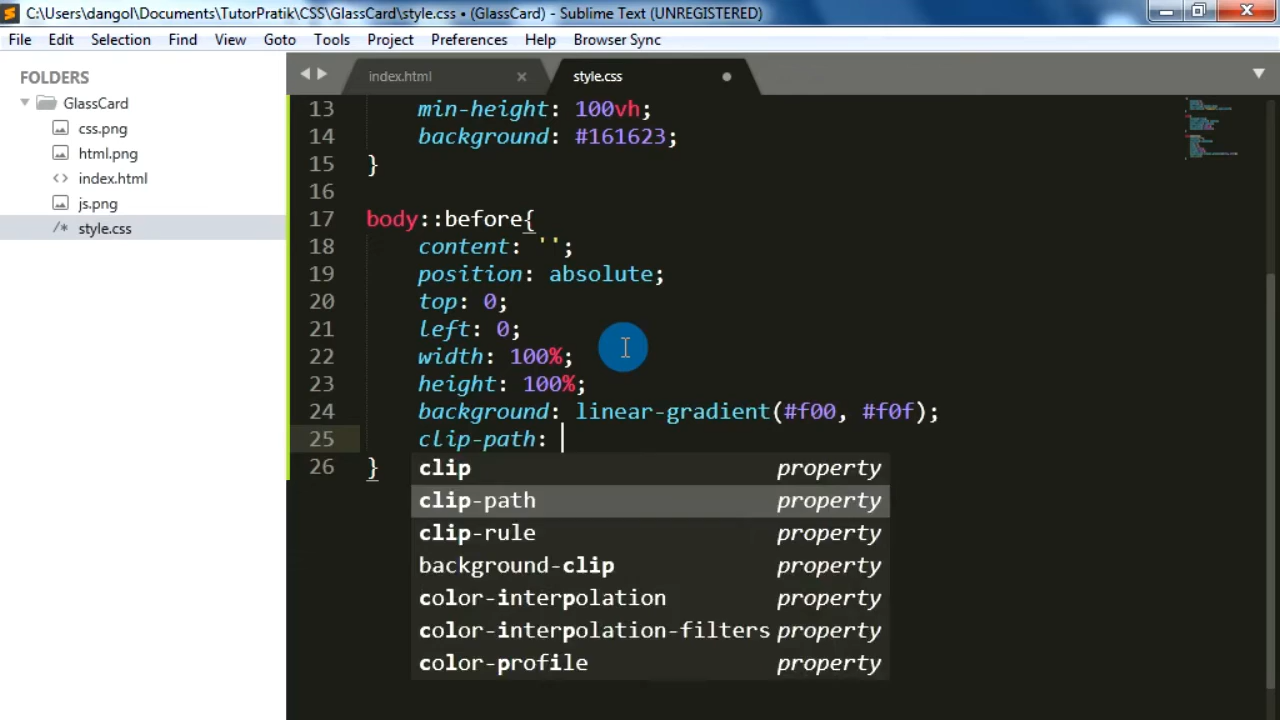 C:\Users\dangol\Documents\TutorPratik\CSS\GlassCard\style.css • (GlassCard) - Sublime Text (UNREGISTERED)
File Edit Selection Find View Goto Tools Project Preferences Help Browser Sync
FOLDERS
GlassCard
css.png
html.png
index.html
js.png
/* style.css
index.html × style.css
13 min-height: 100vh;
14 background: #161623;
15 }
16
17 body::before{
18 content: '';
19 position: absolute;
20 top: 0;
21 left: 0;
22 width: 100%;
23 height: 100%;
24 background: linear-gradient(#f00, #f0f);
25 clip-path:
26 }
clip property
clip-path property
clip-rule property
background-clip property
color-interpolation property
color-interpolation-filters property
color-profile property